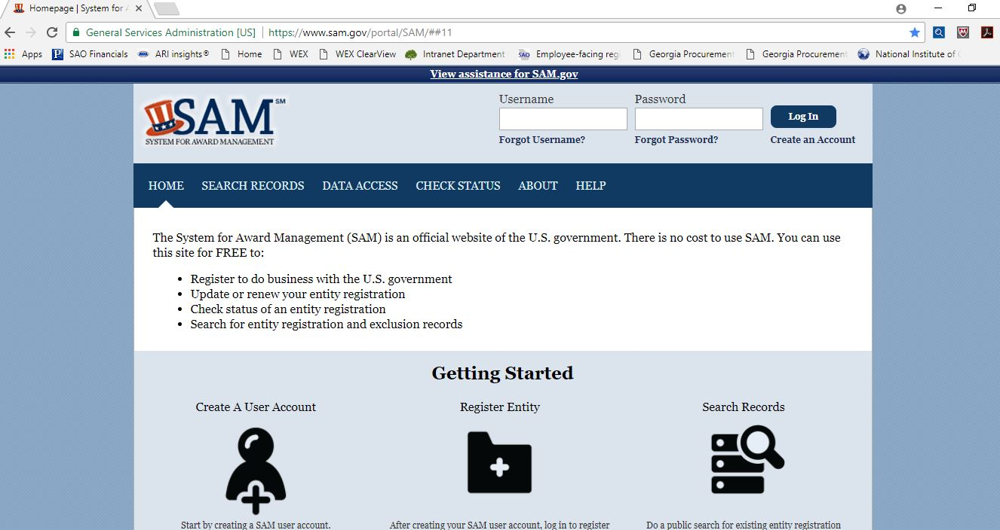 Homepage | System for A
General Services Administration [US] https://www.sam.gov/portal/SAM/##11
Apps SAO Financials ARI insights® Home WEX WEX ClearView Intranet Department Employee-facing reg Georgia Procurement Georgia Procurement National Institute of
View assistance for SAM.gov
Username Password
SAM SM
SYSTEM FOR AWARD MANAGEMENT
Log In
Forgot Username? Forgot Password? Create an Account
HOME SEARCH RECORDS DATA ACCESS CHECK STATUS ABOUT HELP
The System for Award Management (SAM) is an official website of the U.S. government. There is no cost to use SAM. You can use
this site for FREE to:
• Register to do business with the U.S. government
• Update or renew your entity registration
• Check status of an entity registration
• Search for entity registration and exclusion records
Getting Started
Create A User Account Register Entity Search Records
Start by creating a SAM user account. After creating your SAM user account, log in to register Do a public search for existing entity registration